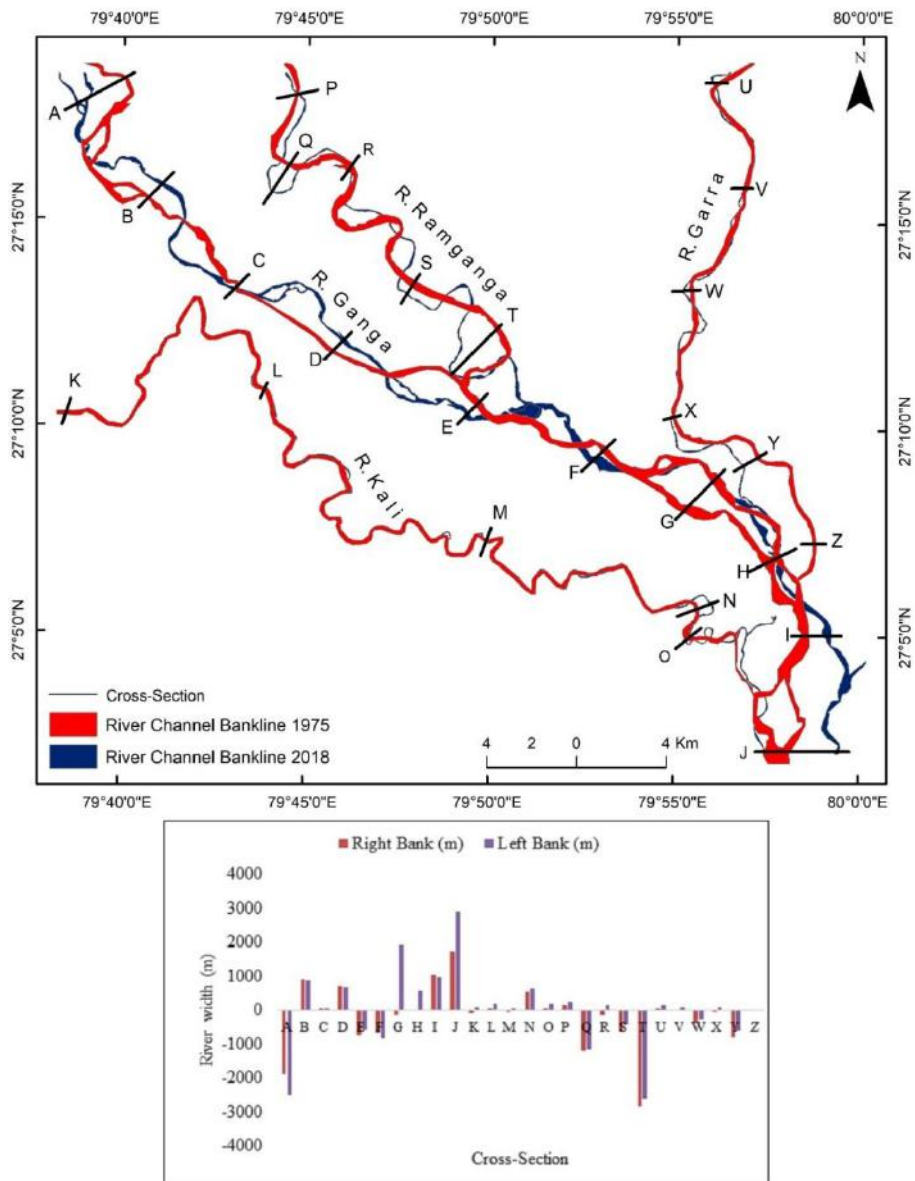 79°40'0"E 79°45'0"E 79°50'0"E 79°55'0"E 80°0'0"E
N
P
U
A
Q
R
B
V
27°15'0"N
27°15'0"N
R. Ramganga
R. Garra
C
S
W
R. Ganga
T
D
K
L
X
E
27°10'0"N
27°10'0"N
Y
F
R. Kali
G
M
Z
H
N
27°5'0"N
27°5'0"N
I
O
Cross-Section
River Channel Bankline 1975
River Channel Bankline 2018
4 2 0 4 Km
J
79°40'0"E 79°45'0"E 79°50'0"E 79°55'0"E 80°0'0"E
Right Bank (m) Left Bank (m)
4000
3000
2000
1000
0
-1000
-2000
-3000
-4000
River width (m)
A B C D E F G H I J K L M N O P Q R S T U V W X Y Z
Cross-Section